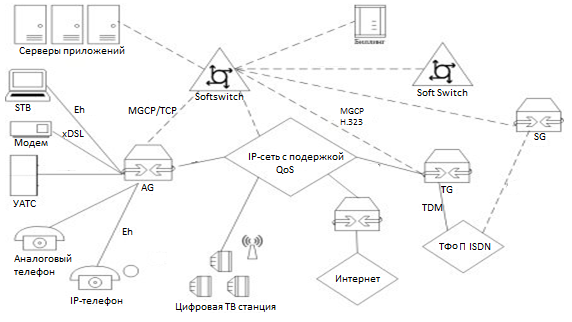 Серверы приложений
Биллинг
Softswitch
Soft Switch
STB
Eh
MGCP/TCP
MGCP
H.323
xDSL
Модем
SG
IP-сеть с подержкой
QoS
AG
TG
УАТС
TDM
Eh
ТФОП ISDN
Аналоговый
телефон
Интернет
IP-телефон
Цифровая ТВ станция